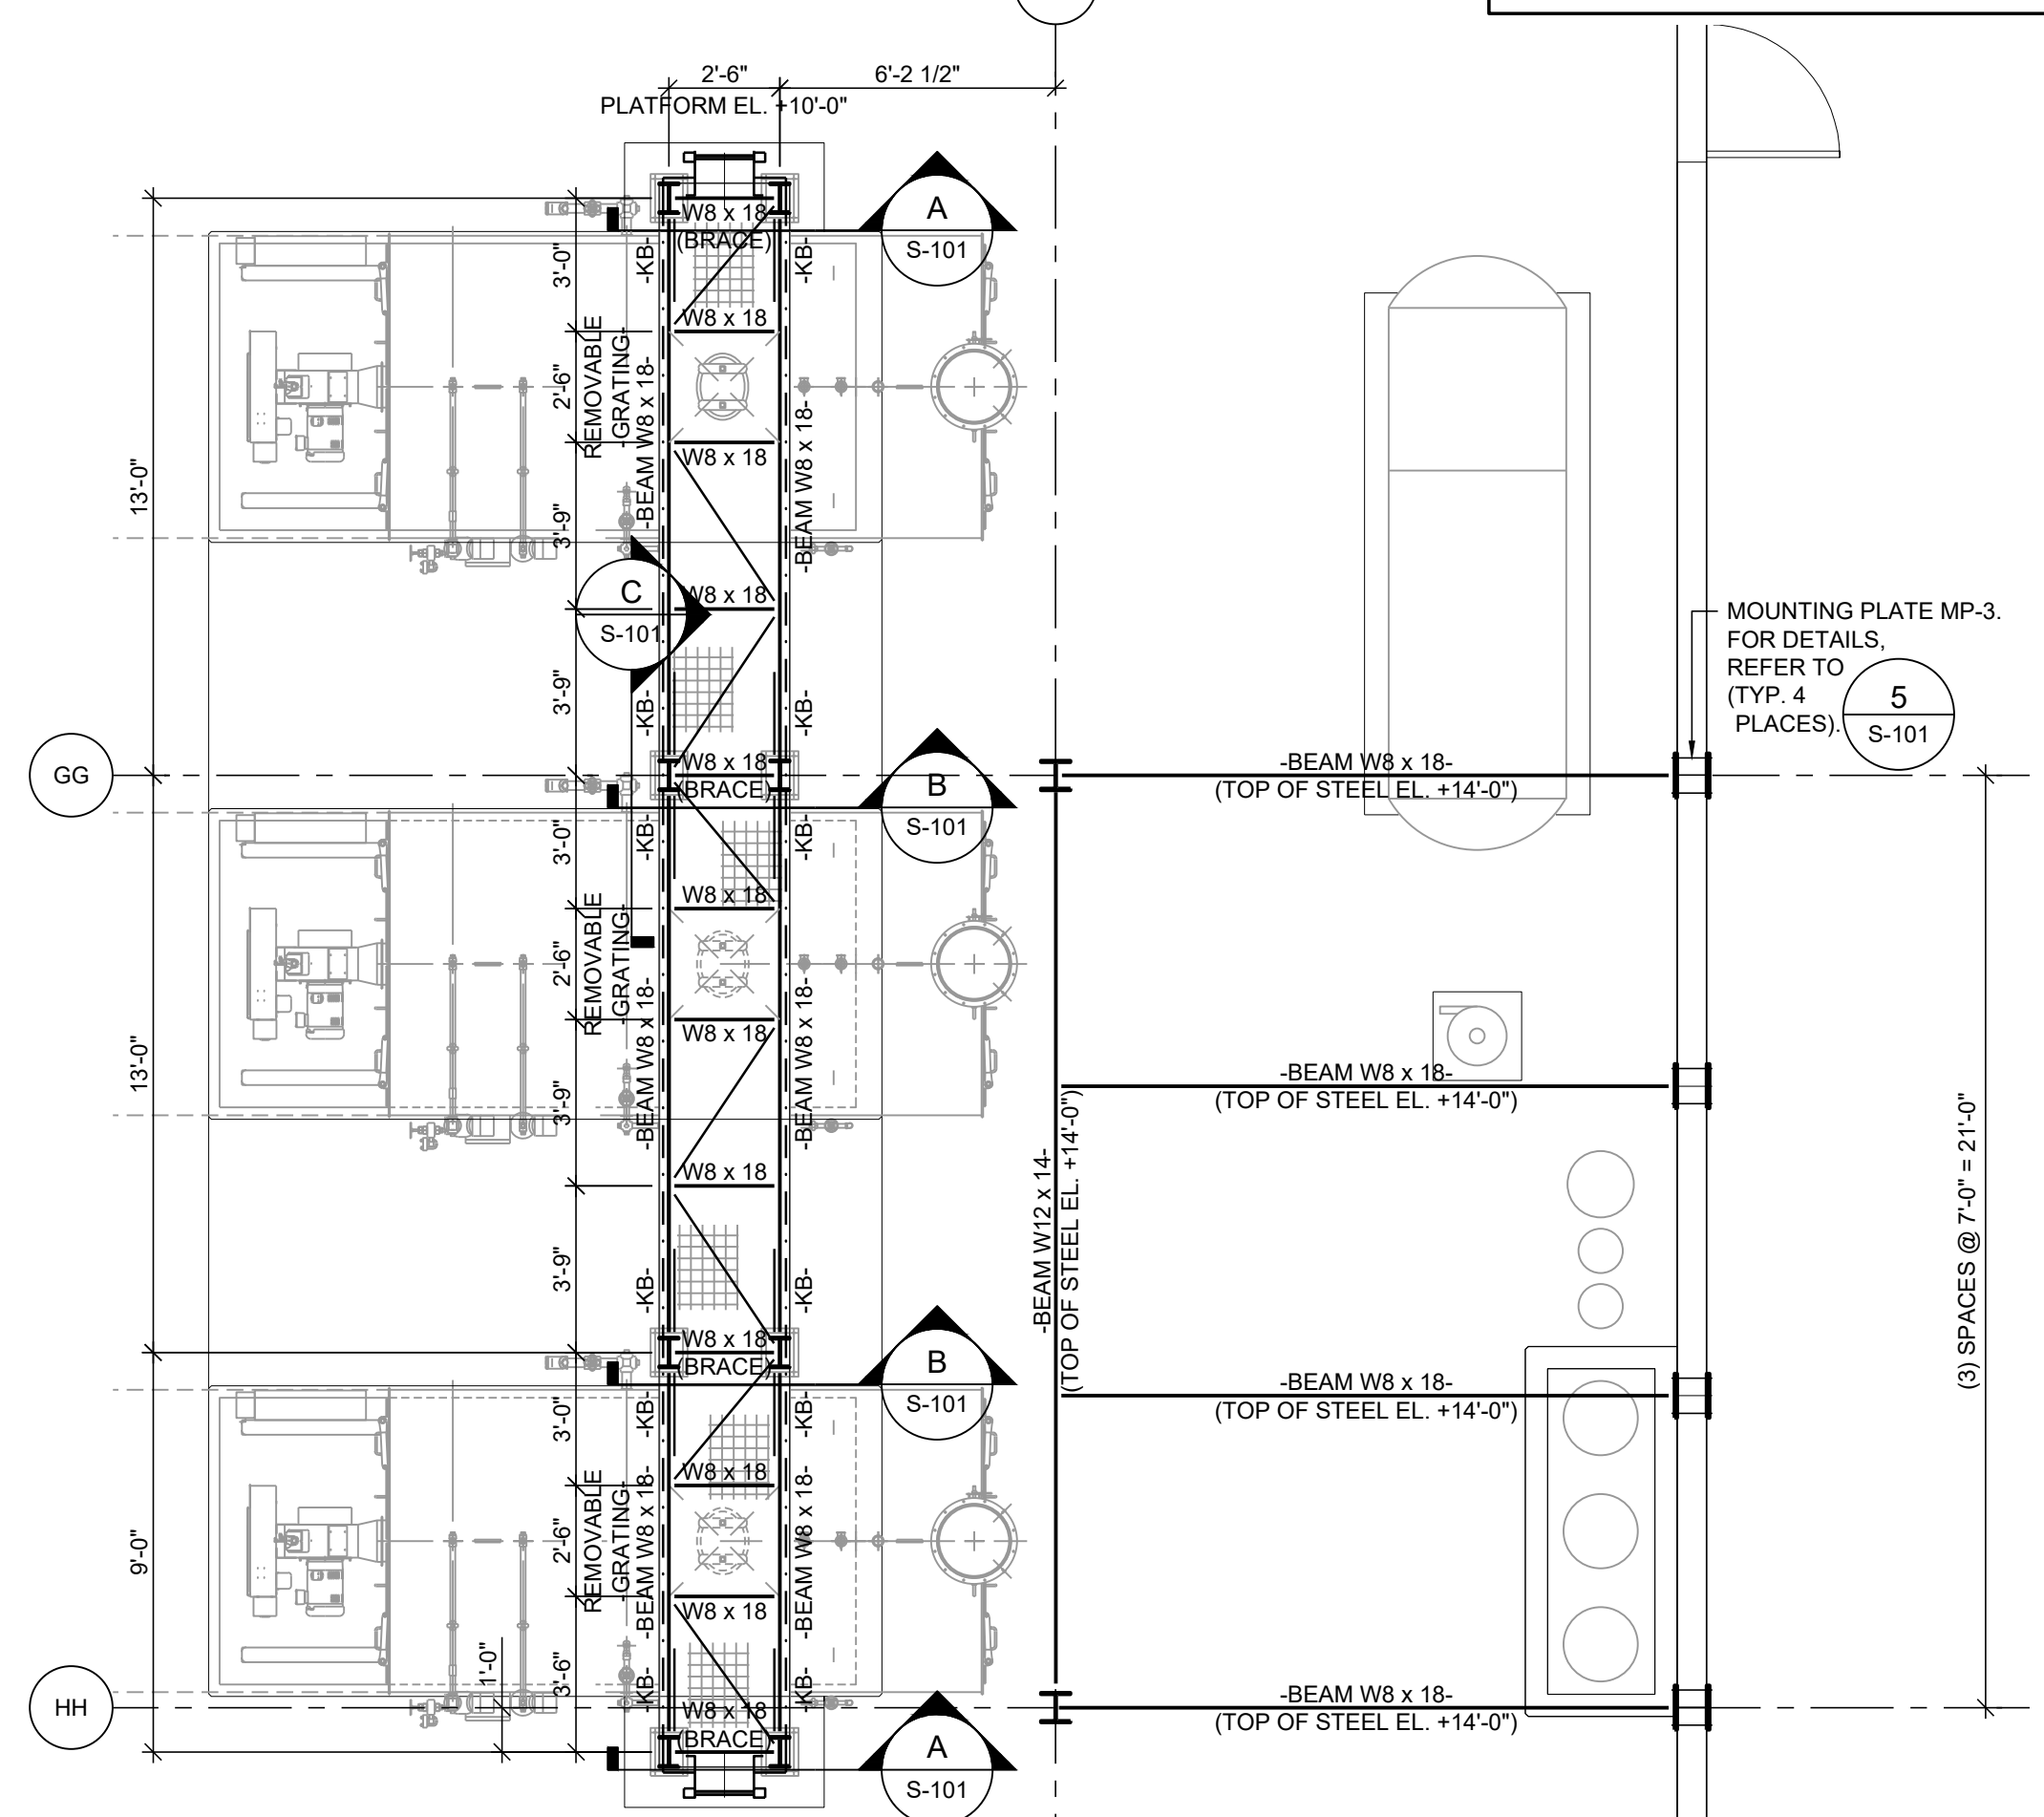 2'-6"
6'-2 1/2"
PLATFORM EL. +10'-0"
A
S-101
W8 x 18
(BRACE)
-KB-
-KB-
3'-0"
W8 x 18
REMOVABLE
-GRATING-
2'-6"
-BEAM W8 x 18-
-BEAM W8 x 18-
W8 x 18
13'-0"
3'-9"
C
S-101
W8 x 18
MOUNTING PLATE MP-3.
FOR DETAILS,
REFER TO
(TYP. 4
PLACES).
5
S-101
3'-9"
-KB-
-KB-
GG
W8 x 18
(BRACE)
B
S-101
-BEAM W8 x 18-
(TOP OF STEEL EL. +14'-0")
-KB-
-KB-
3'-0"
W8 x 18
REMOVABLE
-GRATING-
2'-6"
-BEAM W8 x 18-
-BEAM W8 x 18-
W8 x 18
13'-0"
3'-9"
-BEAM W8 x 18-
(TOP OF STEEL EL. +14'-0")
W8 x 18
-BEAM W12 x 14-
(TOP OF STEEL EL. +14'-0")
(3) SPACES @ 7'-0" = 21'-0"
3'-9"
-KB-
-KB-
W8 x 18
(BRACE)
B
S-101
-BEAM W8 x 18-
(TOP OF STEEL EL. +14'-0")
-KB-
-KB-
3'-0"
W8 x 18
REMOVABLE
-GRATING-
2'-6"
-BEAM W8 x 18-
-BEAM W8 x 18-
W8 x 18
9'-0"
1'-0"
3'-6"
-KB-
-KB-
HH
W8 x 18
(BRACE)
A
S-101
-BEAM W8 x 18-
(TOP OF STEEL EL. +14'-0")